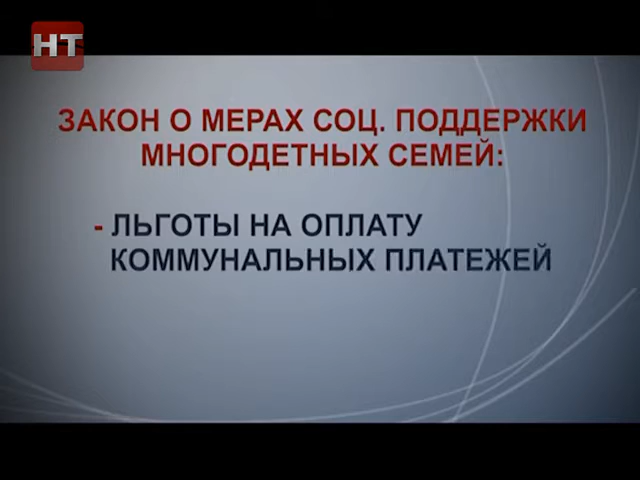 НТ
ЗАКОН О МЕРАХ СОЦ. ПОДДЕРЖКИ
МНОГОДЕТНЫХ СЕМЕЙ:
- ЛЬГОТЫ НА ОПЛАТУ
КОММУНАЛЬНЫХ ПЛАТЕЖЕЙ